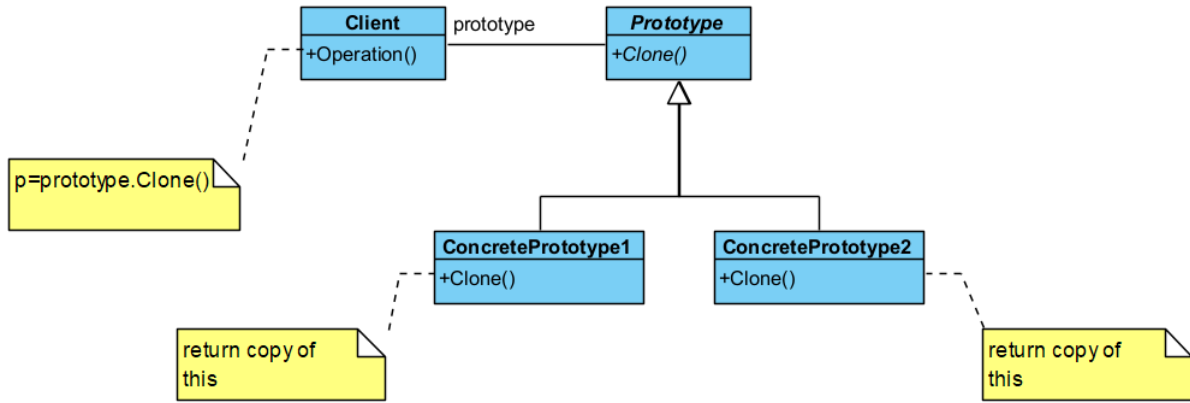 Client
+Operation()
prototype
Prototype
+Clone()
p=prototype.Clone()
ConcretePrototype1
+Clone()
ConcretePrototype2
+Clone()
return copy of
this
return copy of
this